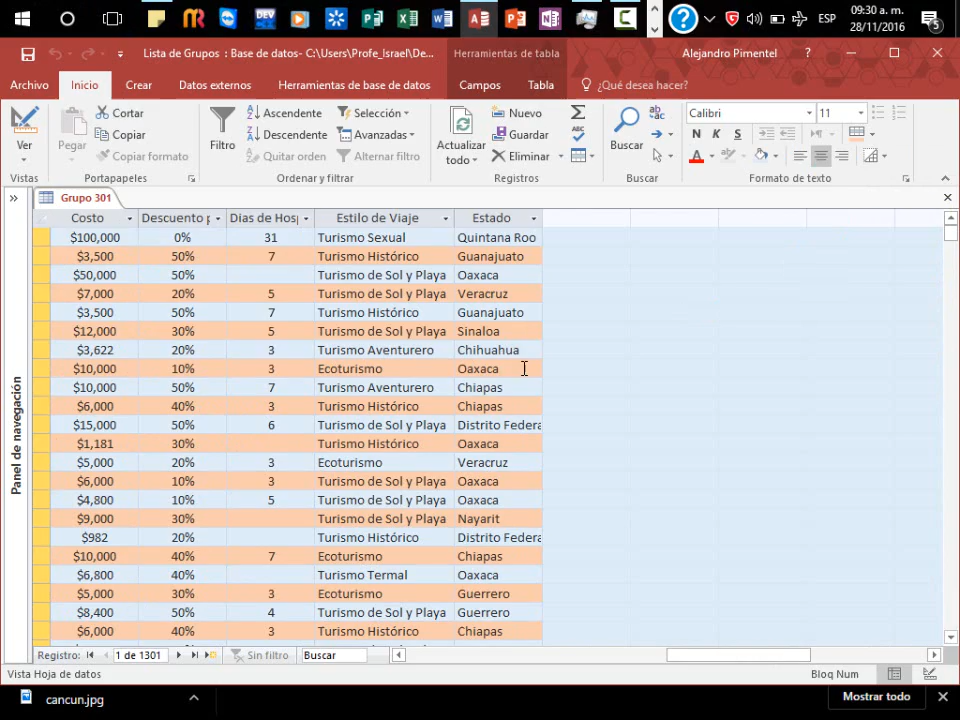 ESP
09:30 a. m.
28/11/2016
5
Lista de Grupos : Base de datos- C:\Users\Profe_Israel\De...
Herramientas de tabla
Alejandro Pimentel
Archivo Inicio Crear Datos externos Herramientas de base de datos Campos Tabla ¿Qué desea hacer?
Ver
Vistas
Pegar
Cortar
Copiar
Copiar formato
Portapapeles
Filtro
Ascendente
Descendente
Quitar orden
Selección
Avanzadas
Alternar filtro
Ordenar y filtrar
Actualizar
todo
Nuevo
Guardar
Eliminar
Registros
Buscar
Buscar
Calibri 11
N K S
Formato de texto
Grupo 301
Panel de navegación
Costo Descuento p Dias de Hosp Estilo de Viaje Estado
$100,000 0% 31 Turismo Sexual Quintana Roo
$3,500 50% 7 Turismo Histórico Guanajuato
$50,000 50% Turismo de Sol y Playa Oaxaca
$7,000 20% 5 Turismo de Sol y Playa Veracruz
$3,500 50% 7 Turismo Histórico Guanajuato
$12,000 30% 5 Turismo de Sol y Playa Sinaloa
$3,622 20% 3 Turismo Aventurero Chihuahua
$10,000 10% 3 Ecoturismo Oaxaca
$10,000 50% 7 Turismo Aventurero Chiapas
$6,000 40% 3 Turismo Histórico Chiapas
$15,000 50% 6 Turismo de Sol y Playa Distrito Federa
$1,181 30% Turismo Histórico Oaxaca
$5,000 20% 3 Ecoturismo Veracruz
$6,000 10% 3 Turismo de Sol y Playa Oaxaca
$4,800 10% 5 Turismo de Sol y Playa Oaxaca
$9,000 30% Turismo de Sol y Playa Nayarit
$982 20% Turismo Histórico Distrito Federa
$10,000 40% 7 Ecoturismo Chiapas
$6,800 40% Turismo Termal Oaxaca
$5,000 30% 3 Ecoturismo Guerrero
$8,400 50% 4 Turismo de Sol y Playa Guerrero
$6,000 40% 3 Turismo Histórico Chiapas
Registro: 1 de 1301 Sin filtro Buscar
Vista Hoja de datos Bloq Num
cancun.jpg Mostrar todo